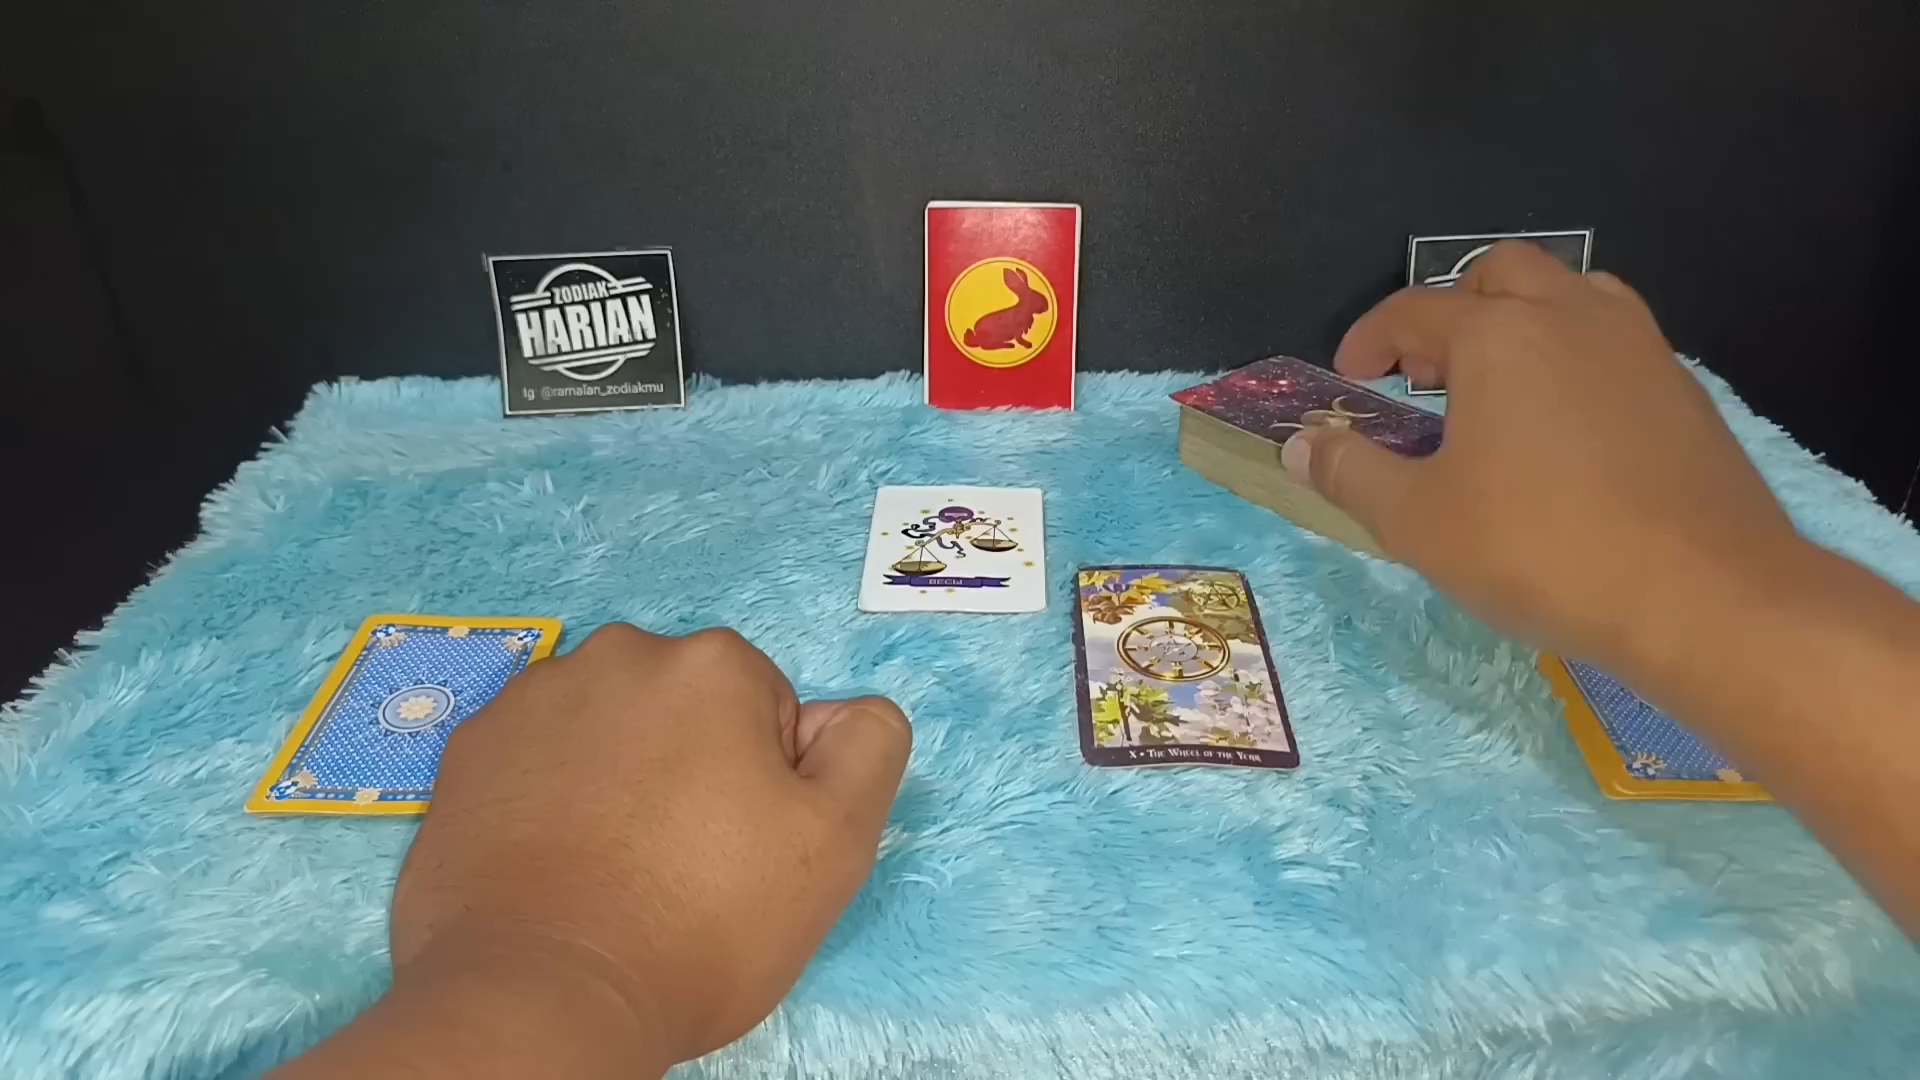 ZODIAK
HARIAN
Ig @ramalan_zodiakmu
ВЕСЫ
X • The Wheel of the Year